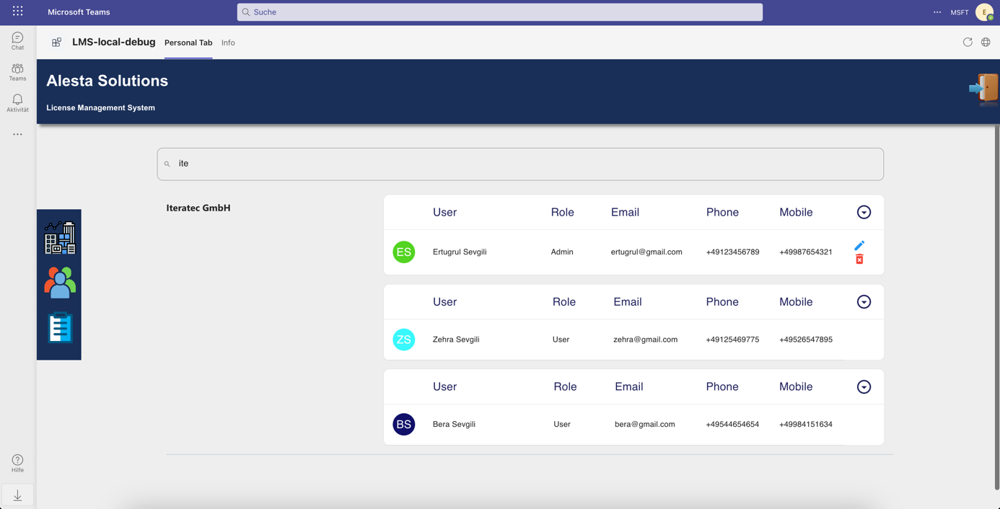 Microsoft Teams
Suche
MSFT
E
Chat
Teams
Aktivität
LMS-local-debug
Personal Tab
Info
Alesta Solutions
License Management System
ite
Iteratec GmbH
User Role Email Phone Mobile
ES Ertugrul Sevgili Admin ertugrul@gmail.com +49123456789 +49987654321
User Role Email Phone Mobile
ZS Zehra Sevgili User zehra@gmail.com +49125469775 +49526547895
User Role Email Phone Mobile
BS Bera Sevgili User bera@gmail.com +49544654654 +49984151634
Hilfe